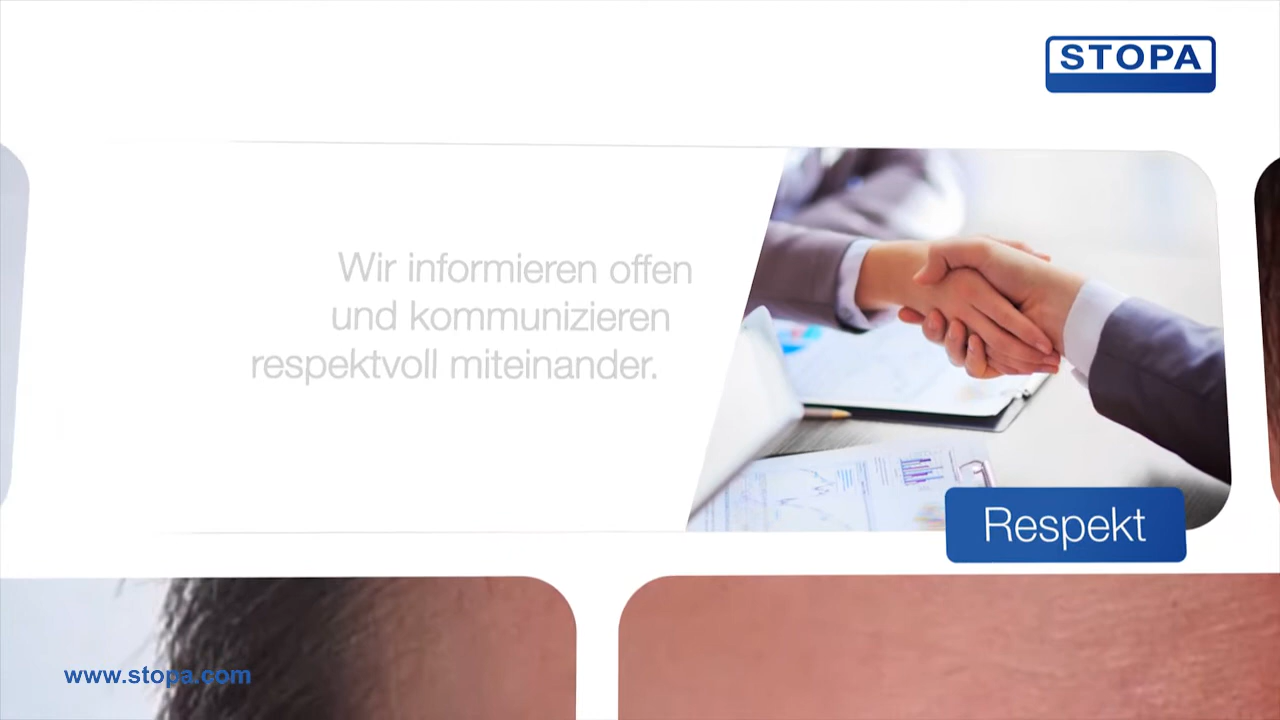 STOPA
Wir informieren offen
und kommunizieren
respektvoll miteinander.
Respekt
www.stopa.com